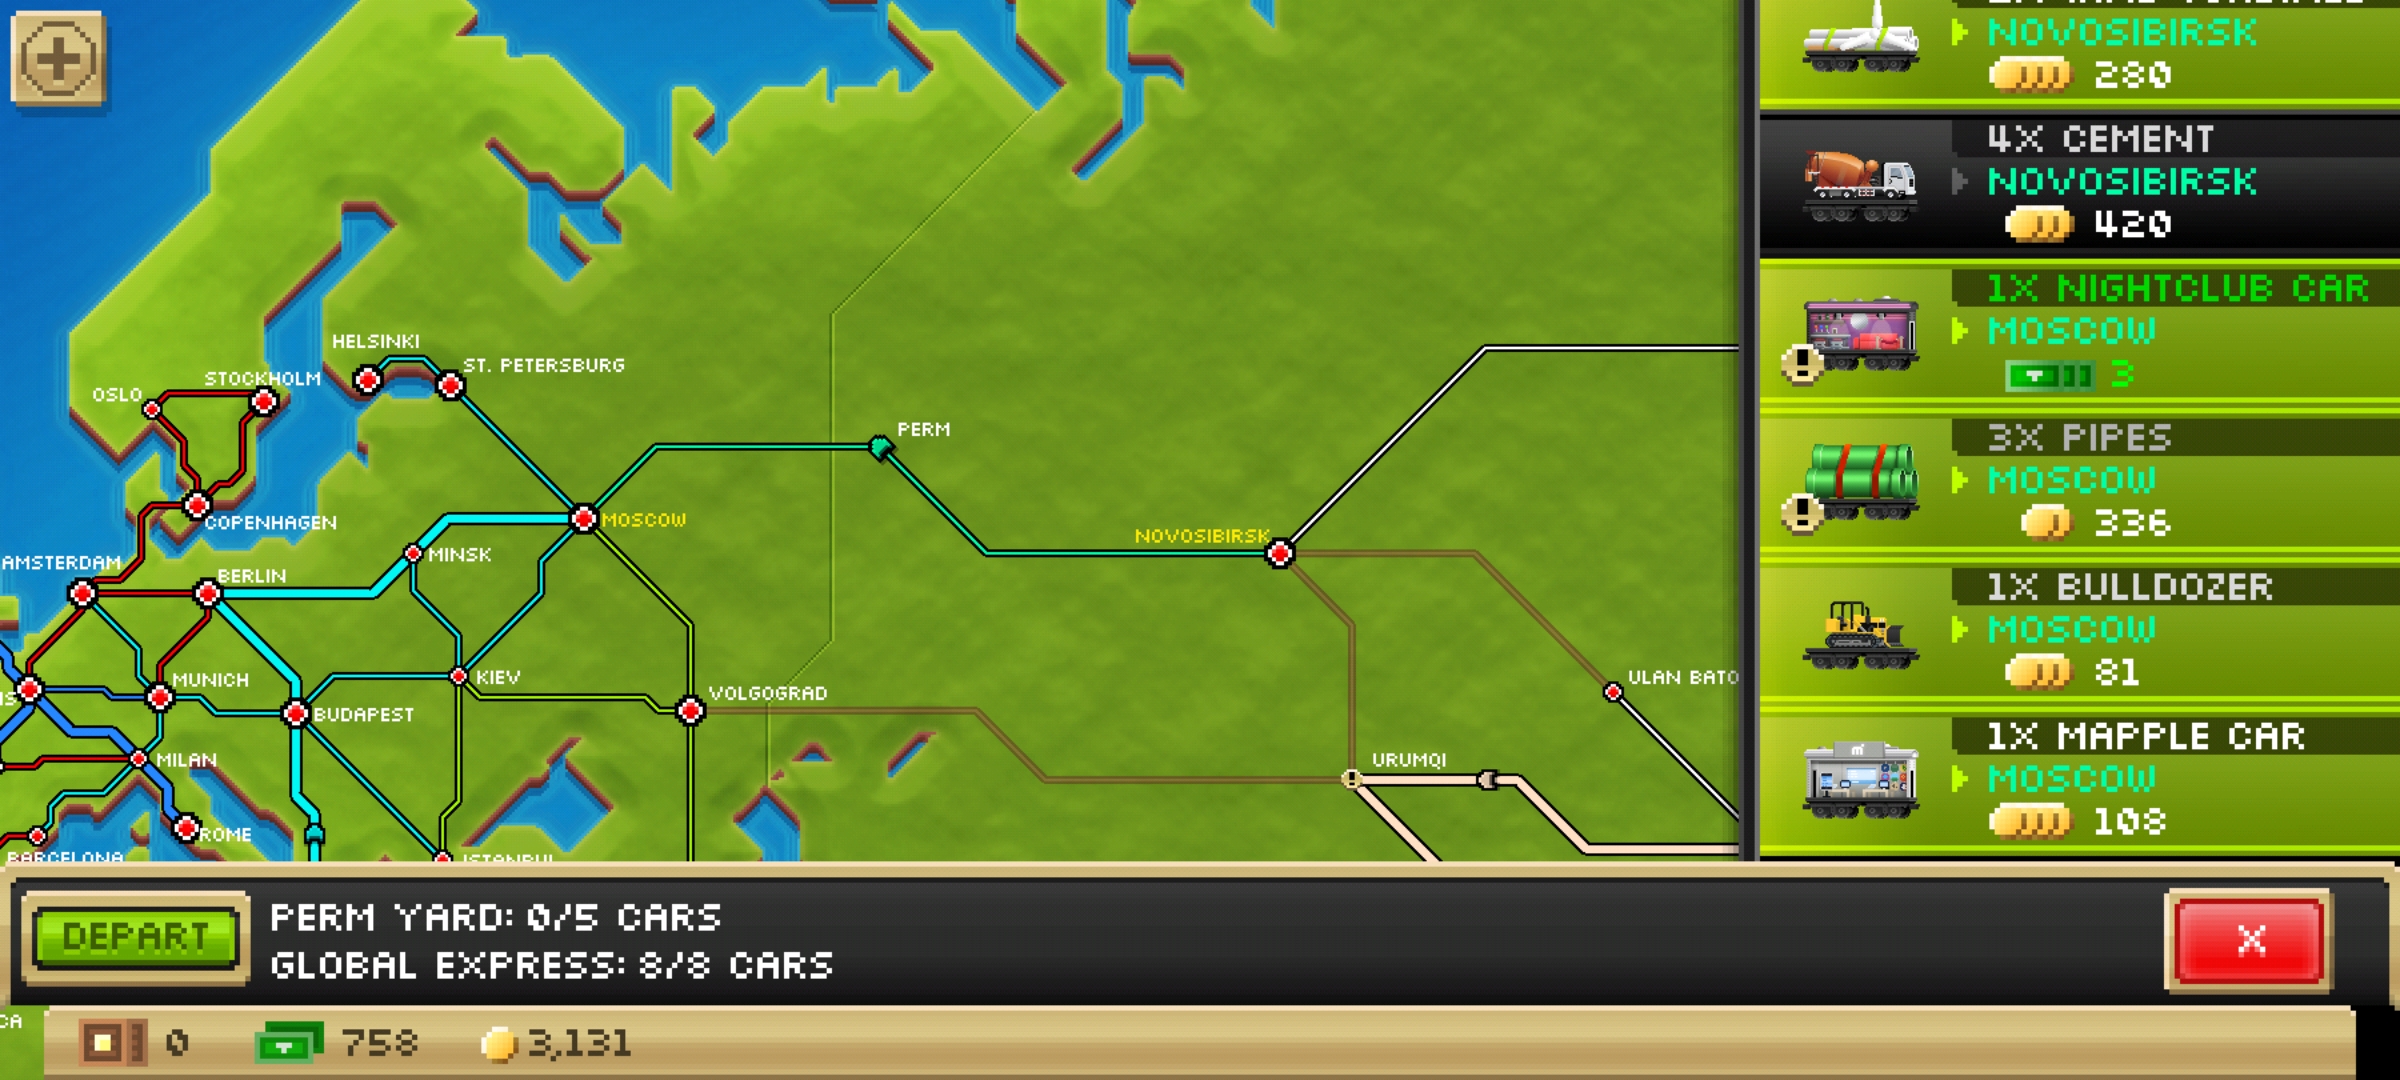 HELSINKI
ST. PETERSBURG
STOCKHOLM
OSLO
COPENHAGEN
PERM
MOSCOW
NOVOSIBIRSK
MINSK
AMSTERDAM
BERLIN
MUNICH
KIEV
BUDAPEST
VOLGOGRAD
ULAN BATO
URUMQI
MILAN
ROME
BARCELONA
ISTANBUL
NOVOSIBIRSK
280
4X CEMENT
NOVOSIBIRSK
420
1X NIGHTCLUB CAR
MOSCOW
3
3X PIPES
MOSCOW
336
1X BULLDOZER
MOSCOW
81
1X MAPPLE CAR
MOSCOW
108
DEPART
PERM YARD: 0/5 CARS
GLOBAL EXPRESS: 8/8 CARS
X
CA
0
758
3,131